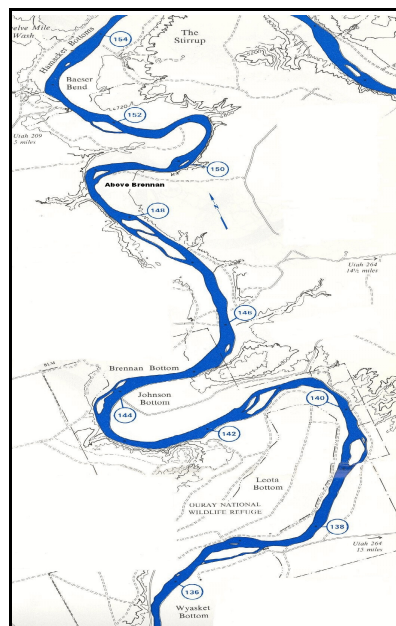 154
The
Stirrup
elve Mile
Wash
Hamaker Bottoms
Baeser
Bend
152
Utah 209
5 miles
150
Above Brennan
148
Utah 264
14½ miles
146
Brennan Bottom
Johnson
Bottom
144
140
142
Leota
Bottom
OURAY NATIONAL
WILDLIFE REFUGE
138
Utah 264
15 miles
136
Wyasket
Bottom